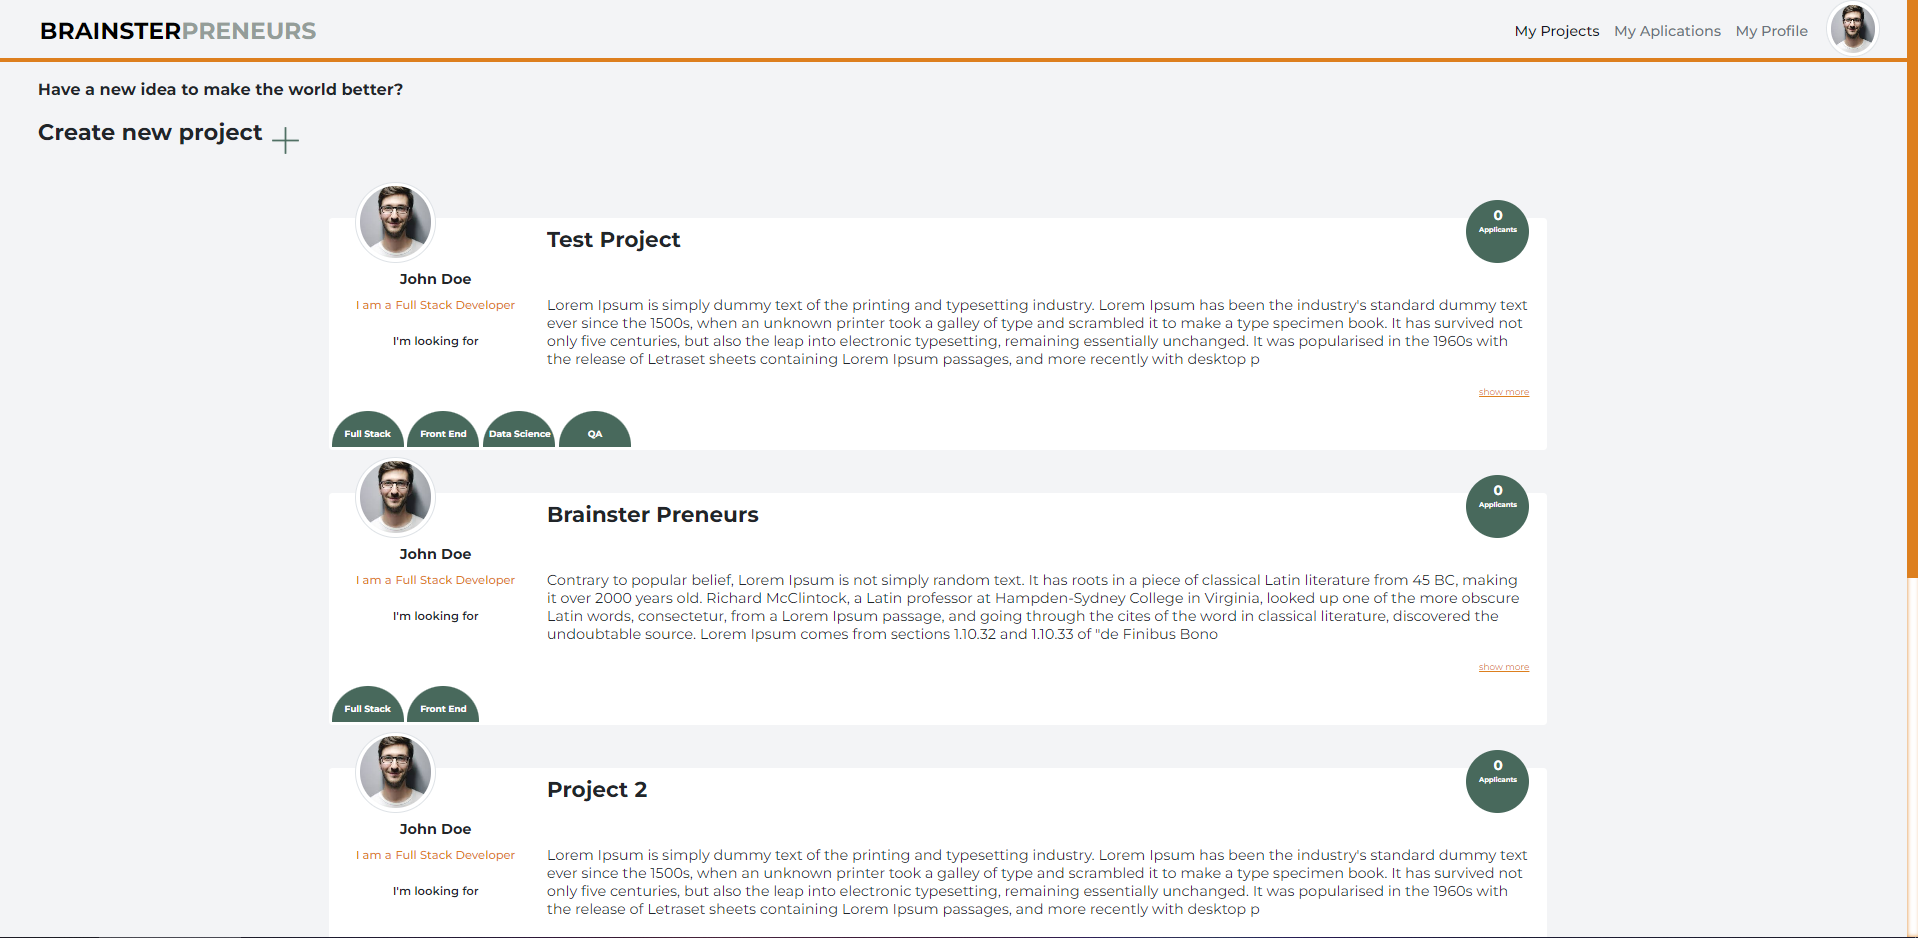 BRAINSTERPRENEURS
My Projects My Aplications My Profile
Have a new idea to make the world better?
Create new project
Test Project
0
Applicants
John Doe
I am a Full Stack Developer
I'm looking for
Lorem Ipsum is simply dummy text of the printing and typesetting industry. Lorem Ipsum has been the industry's standard dummy text
ever since the 1500s, when an unknown printer took a galley of type and scrambled it to make a type specimen book. It has survived not
only five centuries, but also the leap into electronic typesetting, remaining essentially unchanged. It was popularised in the 1960s with
the release of Letraset sheets containing Lorem Ipsum passages, and more recently with desktop p
show more
Full Stack Front End Data Science QA
Brainster Preneurs
0
Applicants
John Doe
I am a Full Stack Developer
I'm looking for
Contrary to popular belief, Lorem Ipsum is not simply random text. It has roots in a piece of classical Latin literature from 45 BC, making
it over 2000 years old. Richard McClintock, a Latin professor at Hampden-Sydney College in Virginia, looked up one of the more obscure
Latin words, consectetur, from a Lorem Ipsum passage, and going through the cites of the word in classical literature, discovered the
undoubtable source. Lorem Ipsum comes from sections 1.10.32 and 1.10.33 of "de Finibus Bono
show more
Full Stack Front End
Project 2
0
Applicants
John Doe
I am a Full Stack Developer
I'm looking for
Lorem Ipsum is simply dummy text of the printing and typesetting industry. Lorem Ipsum has been the industry's standard dummy text
ever since the 1500s, when an unknown printer took a galley of type and scrambled it to make a type specimen book. It has survived not
only five centuries, but also the leap into electronic typesetting, remaining essentially unchanged. It was popularised in the 1960s with
the release of Letraset sheets containing Lorem Ipsum passages, and more recently with desktop p